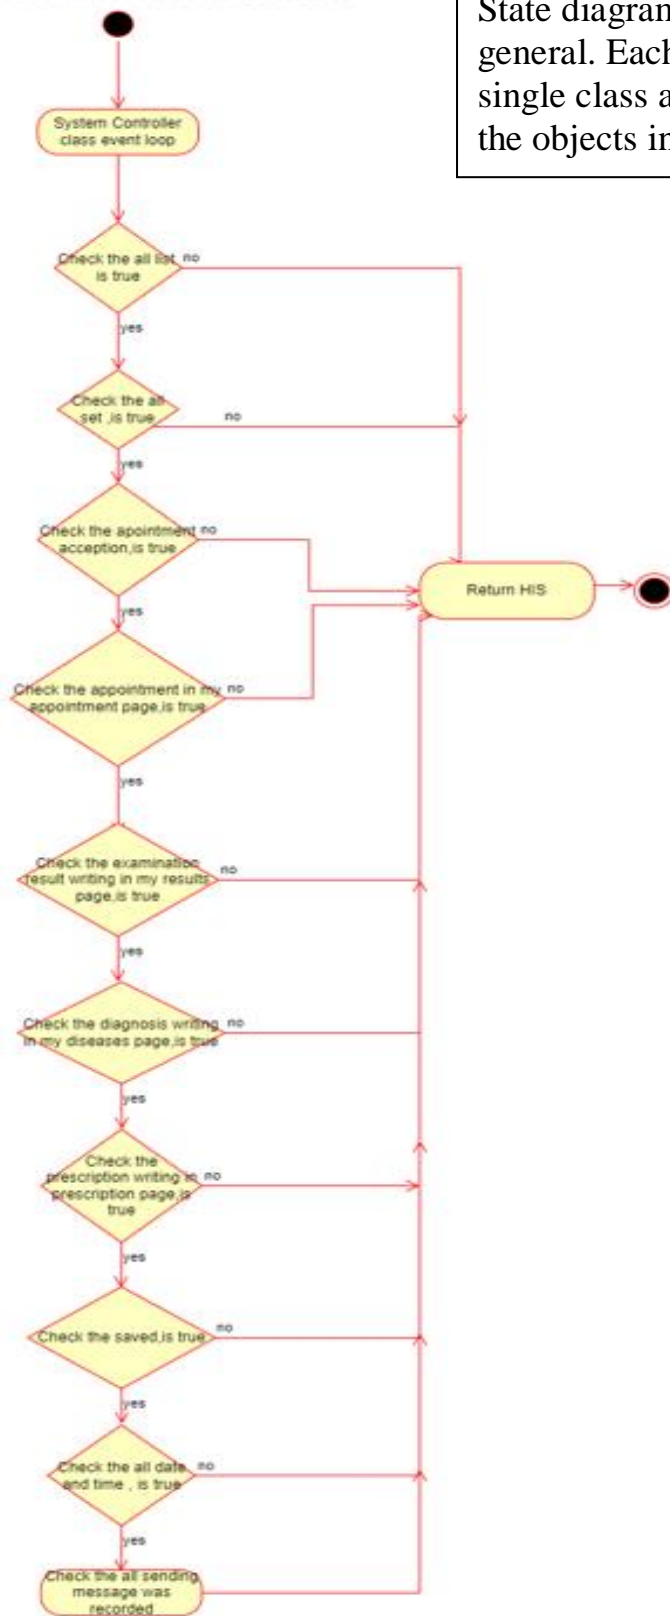 State diagram
general. Each
single class a
the objects in
System Controller
class event loop
Check the all list
is true
no
yes
Check the all
set ,is true
no
yes
Check the apointment
acception,is true
no
yes
Check the appointment in my
appointment page,is true
no
Return HIS
yes
Check the examination
result writing in my results
page,is true
no
yes
Check the diagnosis writing
in my diseases page,is true
no
yes
Check the
prescription writing in
prescription page,is
true
no
yes
Check the saved,is true
no
yes
Check the all date
and time , is true
no
yes
Check the all sending
message was
recorded